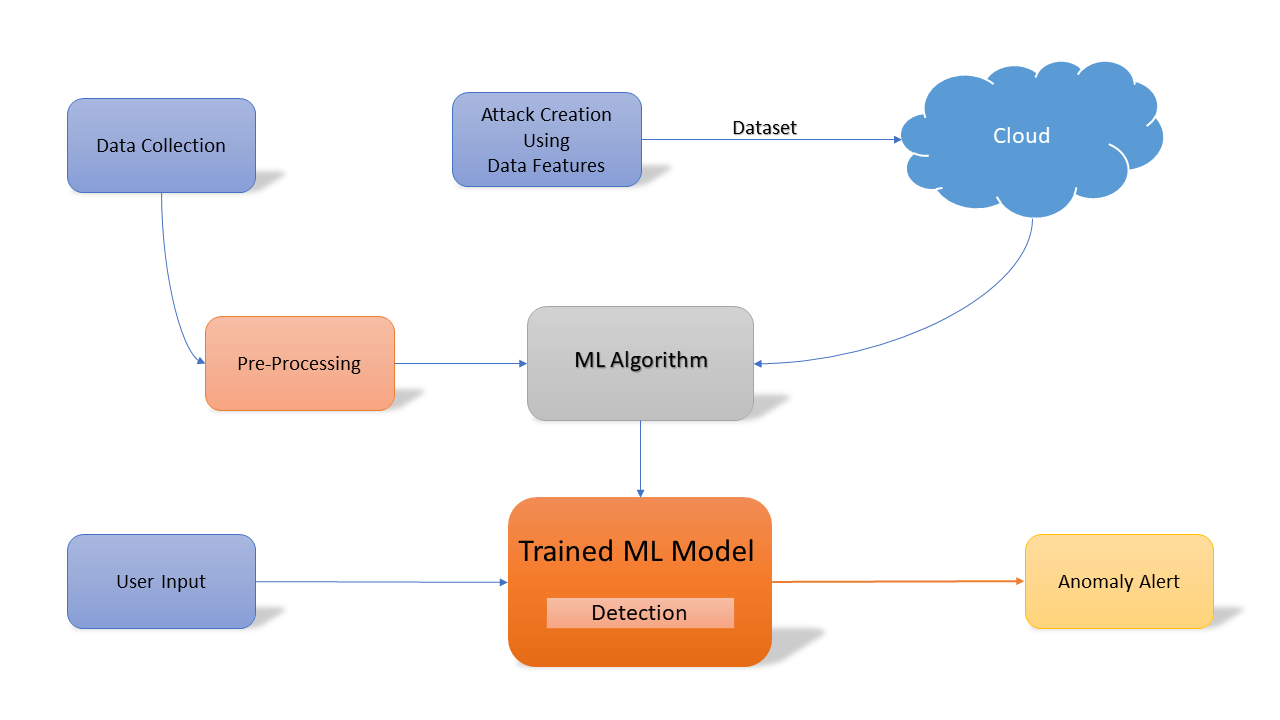 Data Collection
Attack Creation
Using
Data Features
Dataset
Cloud
Pre-Processing
ML Algorithm
User Input
Trained ML Model
Detection
Anomaly Alert